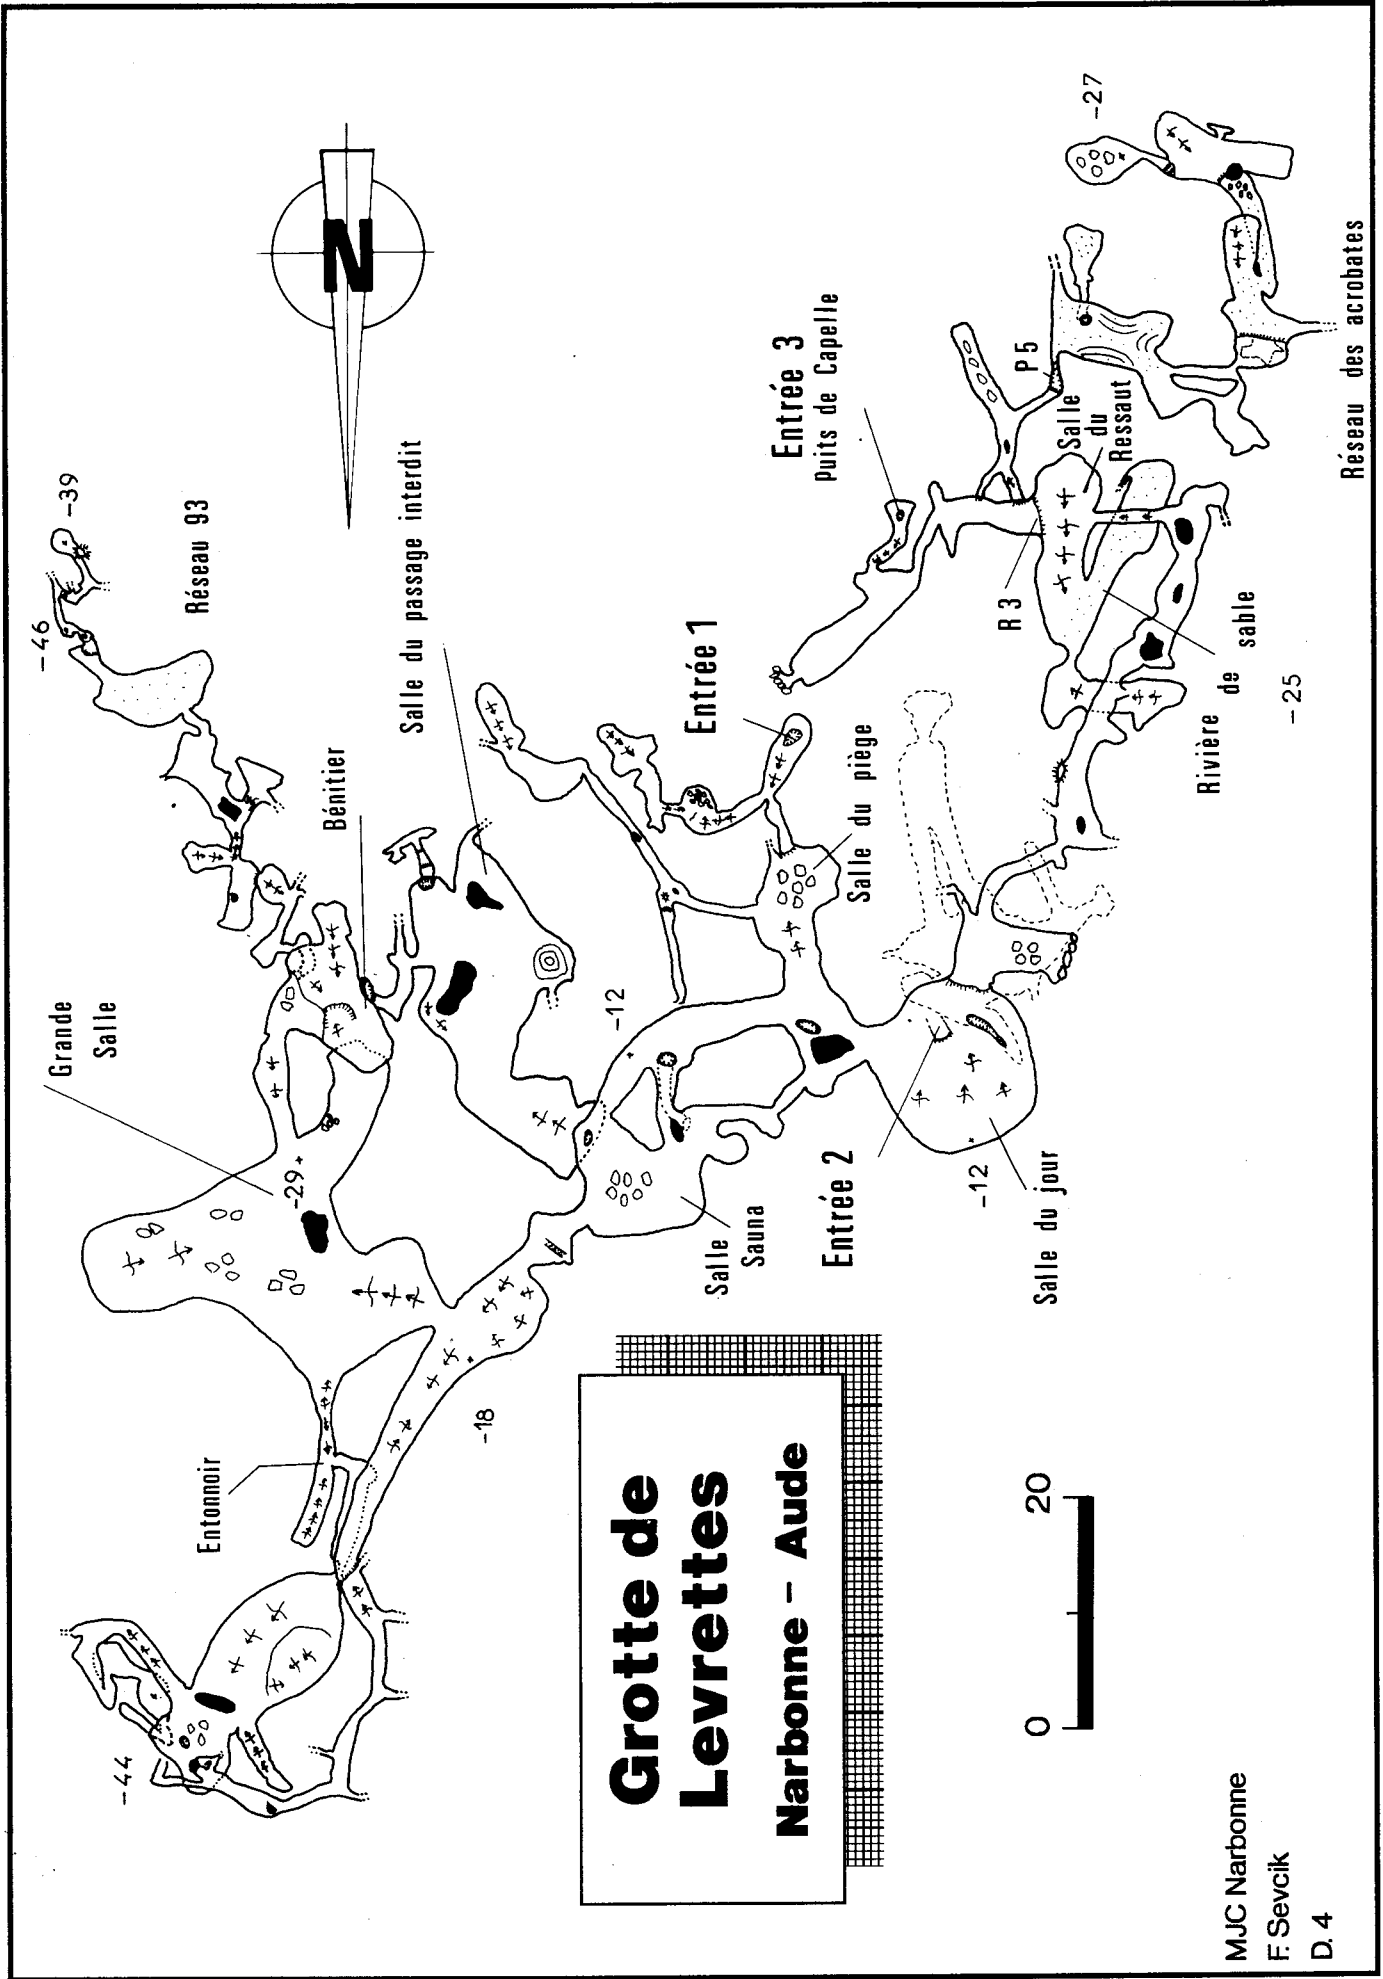 Grotte de
Levrettes
Narbonne - Aude
N
-46
-39
Réseau 93
Bénitier
Salle du passage interdit
Grande
Salle
-29
Entonnoir
-44
-18
-12
Salle
Sauna
Entrée 1
Salle du piège
Entrée 2
-12
Salle du jour
Entrée 3
Puits de Capelle
P 5
Salle
du
Ressaut
R 3
Rivière de sable
-25
-27
Réseau des acrobates
0 20
MJC Narbonne
F. Sevcik
D. 4